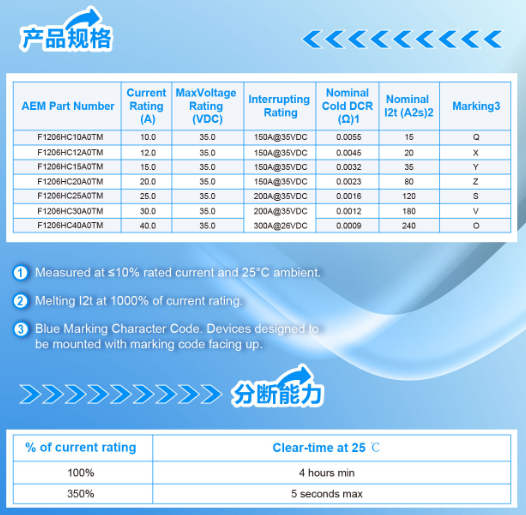 产品规格
AEM Part Number Current Rating (A) MaxVoltage Rating (VDC) Interrupting Rating Nominal Cold DCR (Ω)1 Nominal I2t (A2s)2 Marking3
F1206HC10A0TM 10.0 35.0 150A@35VDC 0.0055 15 Q
F1206HC12A0TM 12.0 35.0 150A@35VDC 0.0045 20 X
F1206HC15A0TM 15.0 35.0 150A@35VDC 0.0032 35 Y
F1206HC20A0TM 20.0 35.0 150A@35VDC 0.0023 80 Z
F1206HC25A0TM 25.0 35.0 200A@35VDC 0.0016 120 S
F1206HC30A0TM 30.0 35.0 200A@35VDC 0.0012 180 V
F1206HC40A0TM 40.0 35.0 300A@26VDC 0.0009 240 O
1 Measured at ≤10% rated current and 25°C ambient.
2 Melting I2t at 1000% of current rating.
3 Blue Marking Character Code. Devices designed to
be mounted with marking code facing up.
分断能力
% of current rating Clear-time at 25 ℃
100% 4 hours min
350% 5 seconds max